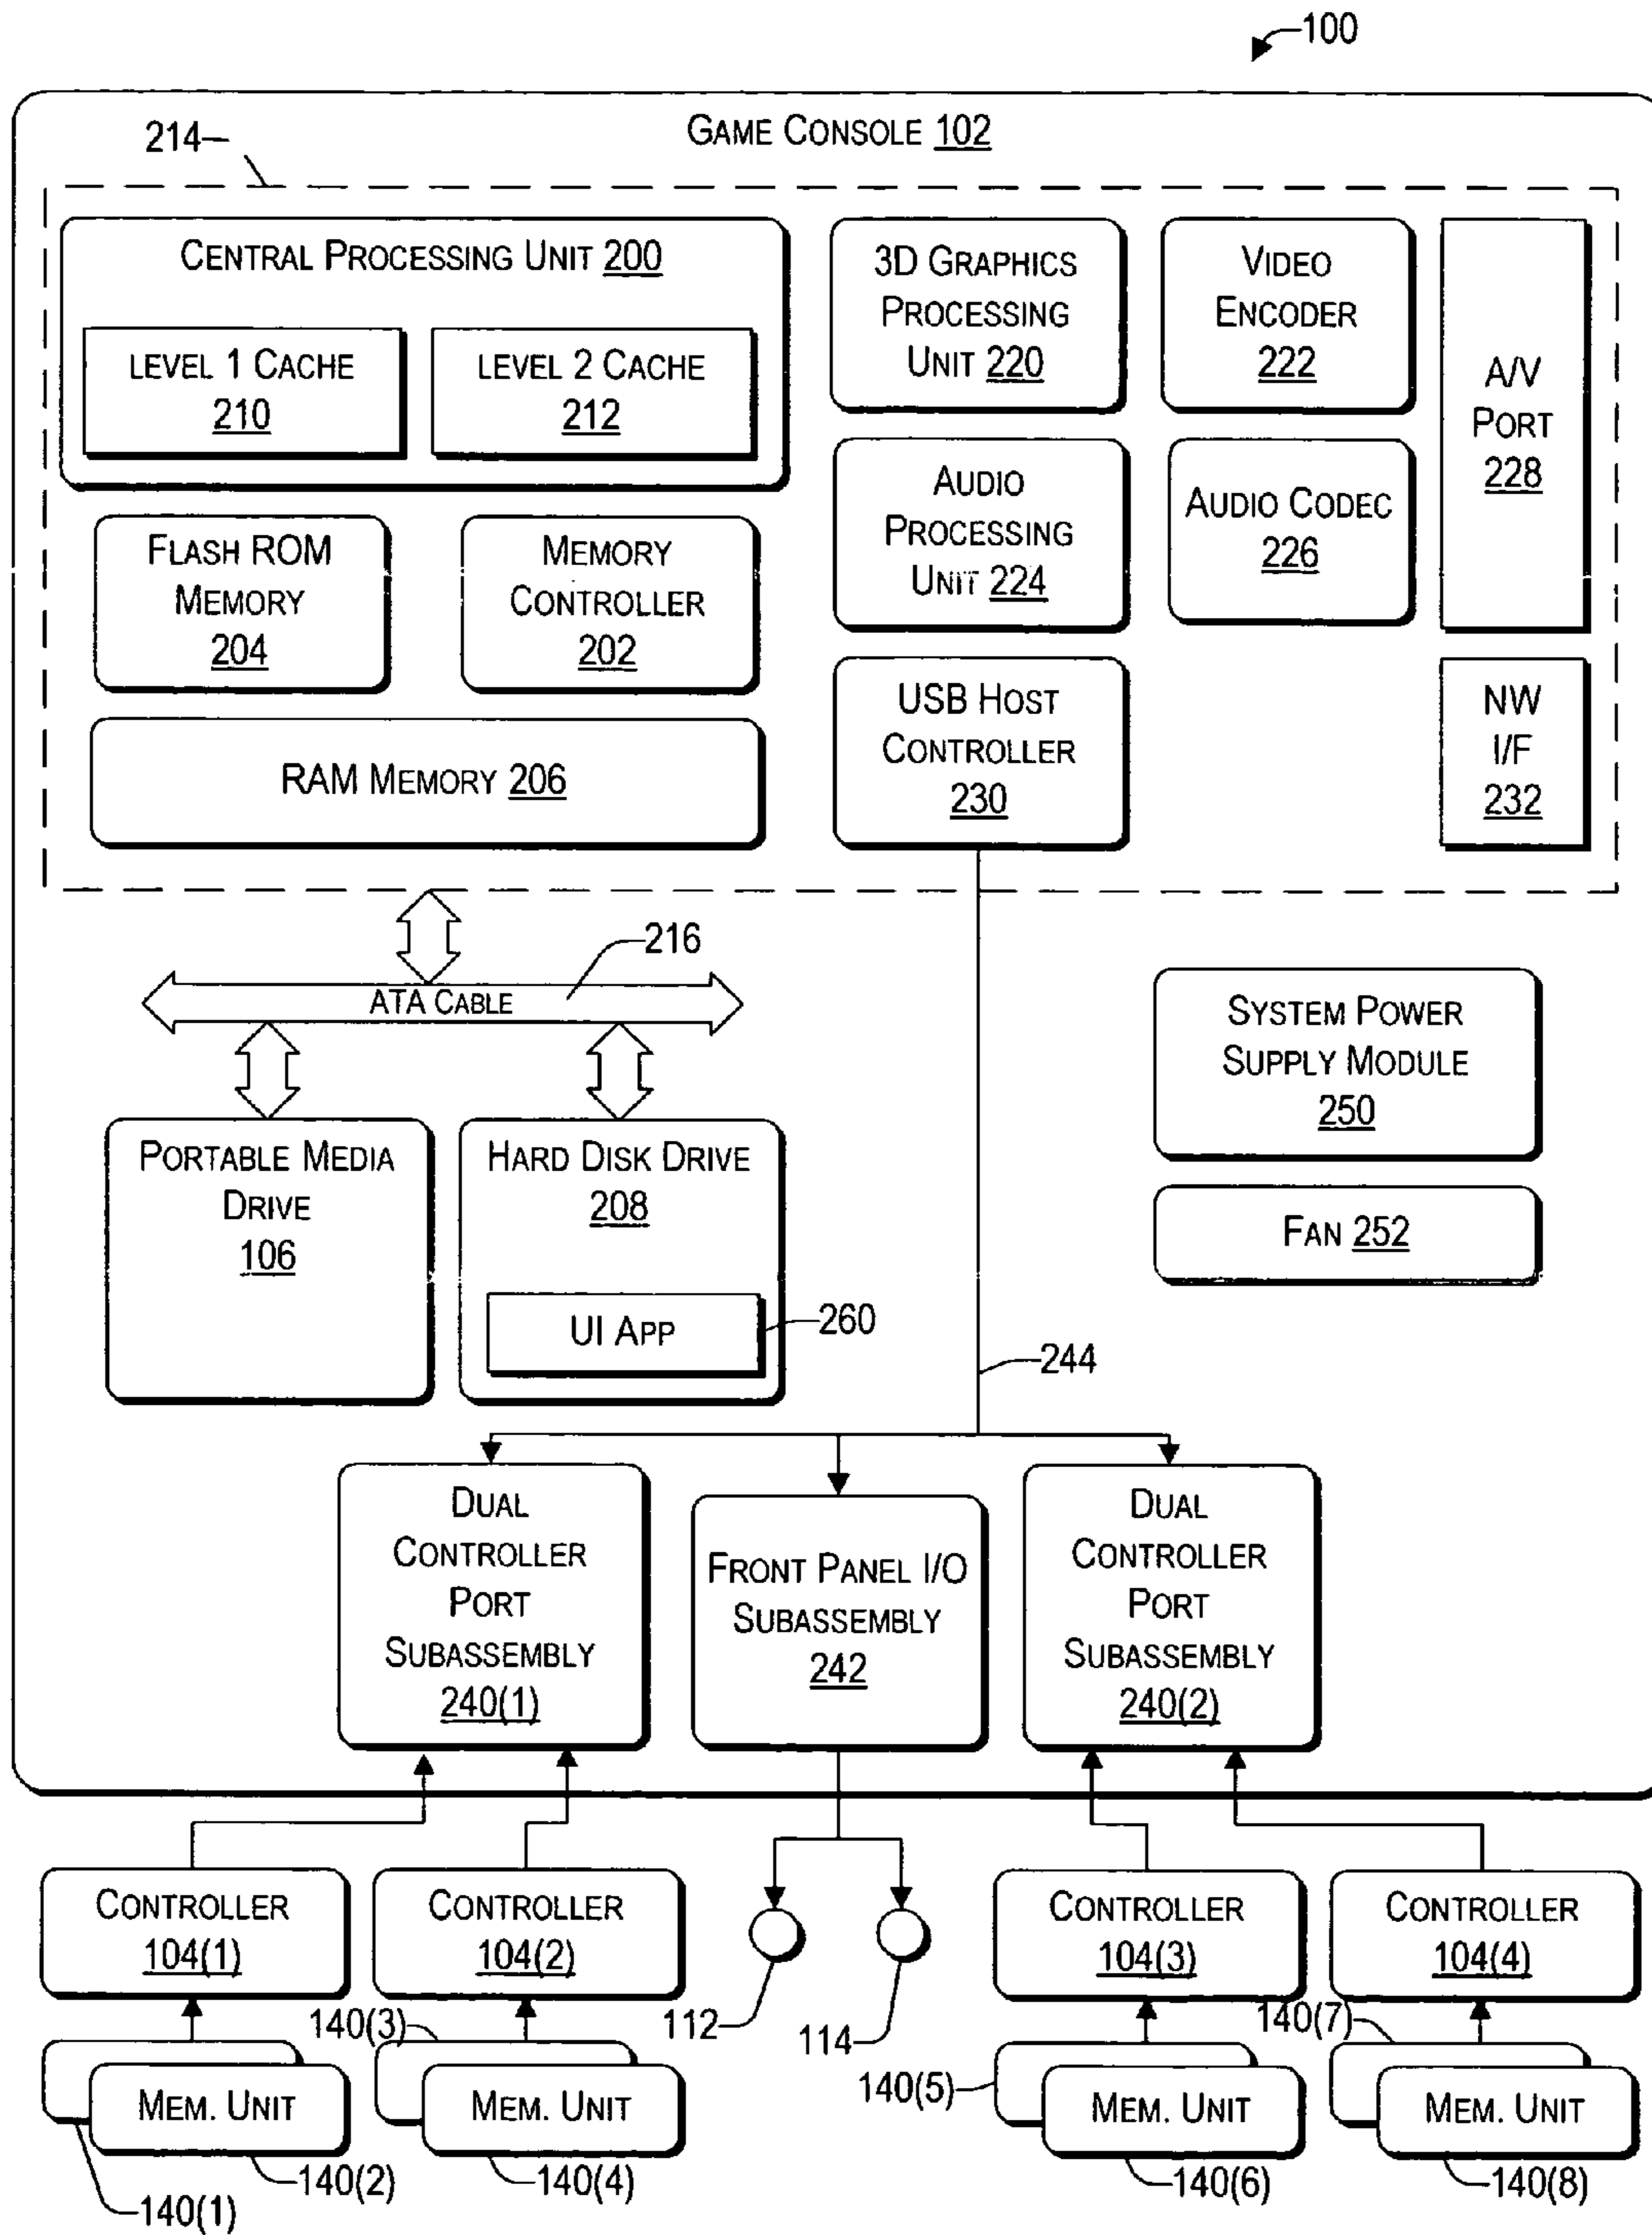 100
GAME CONSOLE 102
214
CENTRAL PROCESSING UNIT 200
LEVEL 1 CACHE
210
LEVEL 2 CACHE
212
3D GRAPHICS
PROCESSING
UNIT 220
VIDEO
ENCODER
222
A/V
PORT
228
FLASH ROM
MEMORY
204
MEMORY
CONTROLLER
202
AUDIO
PROCESSING
UNIT 224
AUDIO CODEC
226
RAM MEMORY 206
USB HOST
CONTROLLER
230
NW
I/F
232
216
ATA CABLE
SYSTEM POWER
SUPPLY MODULE
250
PORTABLE MEDIA
DRIVE
106
HARD DISK DRIVE
208
UI APP
260
FAN 252
244
DUAL
CONTROLLER
PORT
SUBASSEMBLY
240(1)
FRONT PANEL I/O
SUBASSEMBLY
242
DUAL
CONTROLLER
PORT
SUBASSEMBLY
240(2)
CONTROLLER
104(1)
CONTROLLER
104(2)
112
114
CONTROLLER
104(3)
CONTROLLER
104(4)
140(3)
140(7)
MEM. UNIT
MEM. UNIT
140(5)
MEM. UNIT
MEM. UNIT
140(1)
140(2)
140(4)
140(6)
140(8)